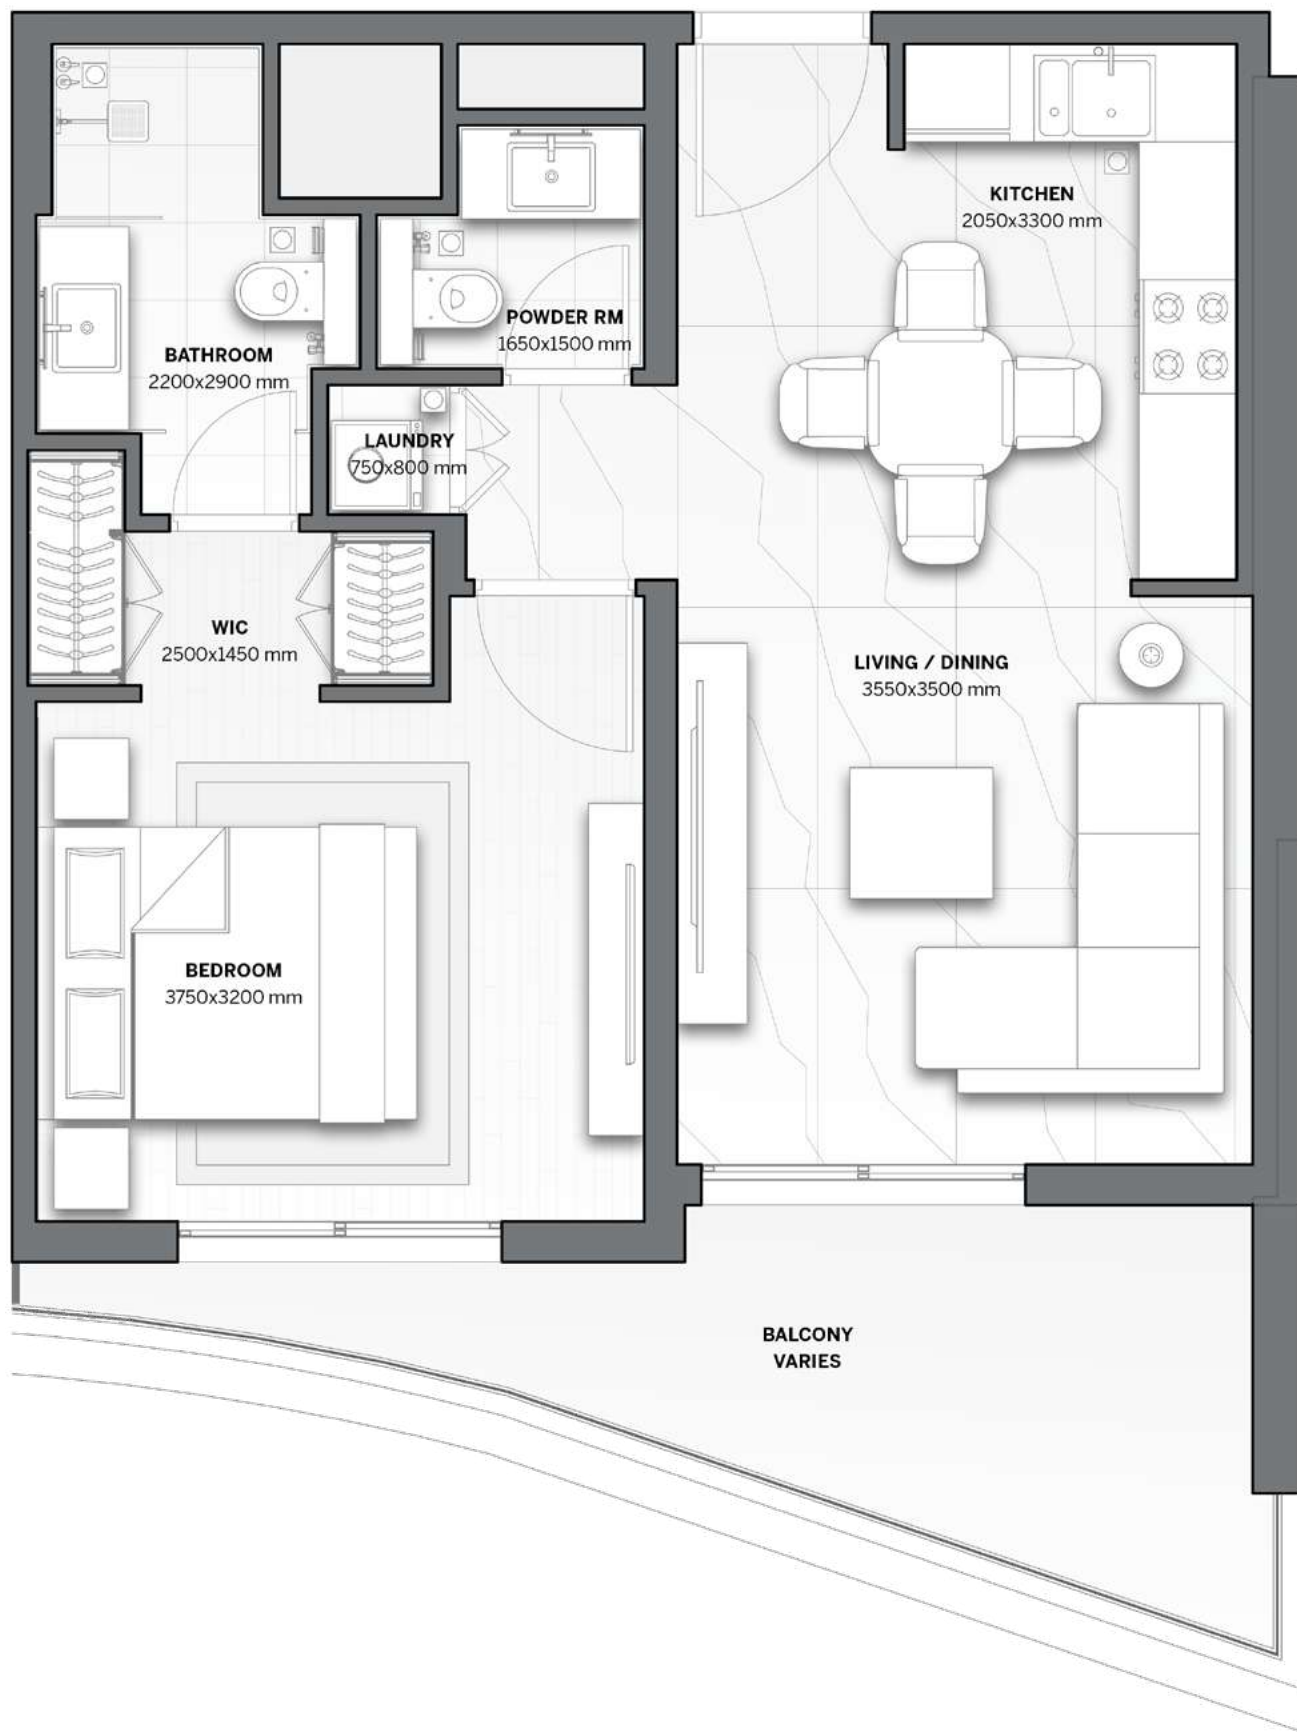 KITCHEN
2050x3300 mm
POWDER RM
1650x1500 mm
BATHROOM
2200x2900 mm
LAUNDRY
750x800 mm
WIC
2500x1450 mm
LIVING / DINING
3550x3500 mm
BEDROOM
3750x3200 mm
BALCONY
VARIES